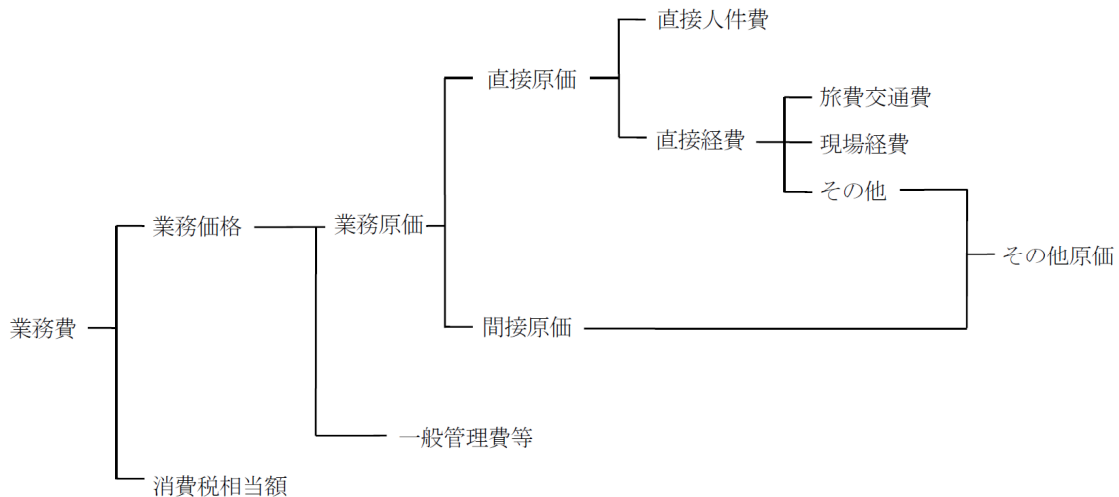 直接人件費
直接原価
旅費交通費
直接経費
現場経費
その他
業務価格
業務原価
その他原価
業務費
間接原価
一般管理費等
消費税相当額